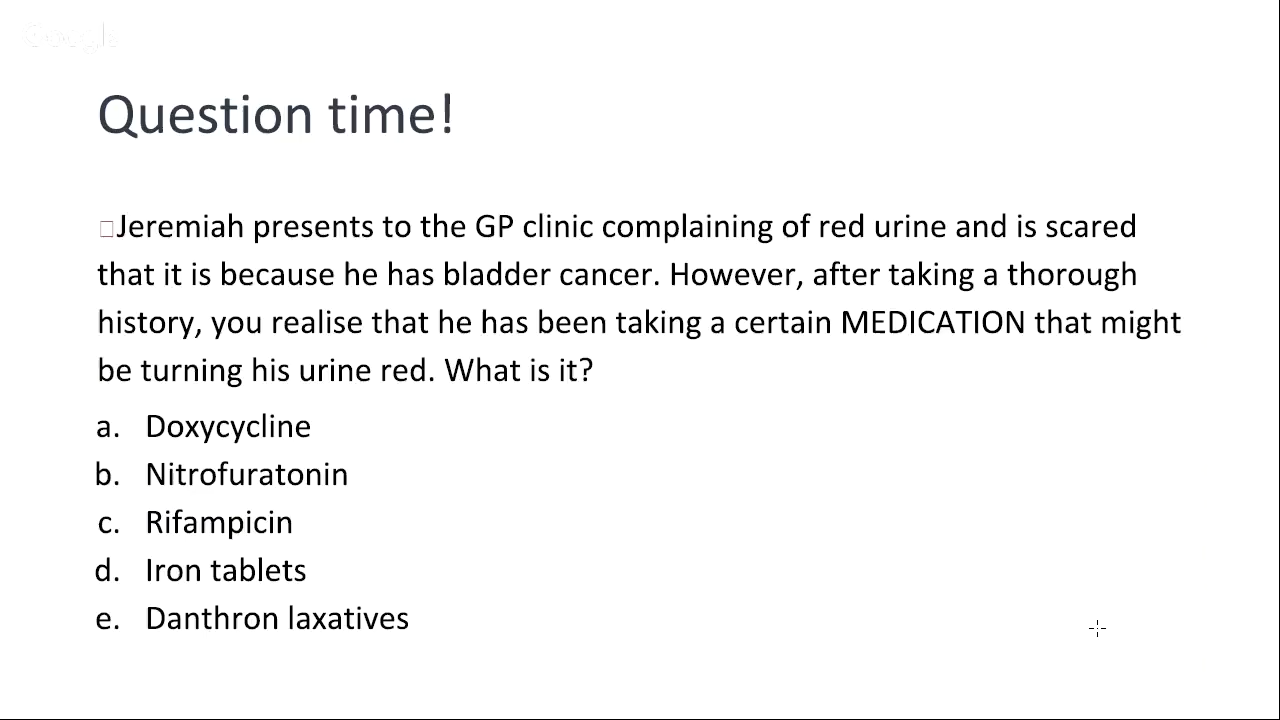 Question time!
Jeremiah presents to the GP clinic complaining of red urine and is scared
that it is because he has bladder cancer. However, after taking a thorough
history, you realise that he has been taking a certain MEDICATION that might
be turning his urine red. What is it?
a. Doxycycline
b. Nitrofuratonin
c. Rifampicin
d. Iron tablets
e. Danthron laxatives